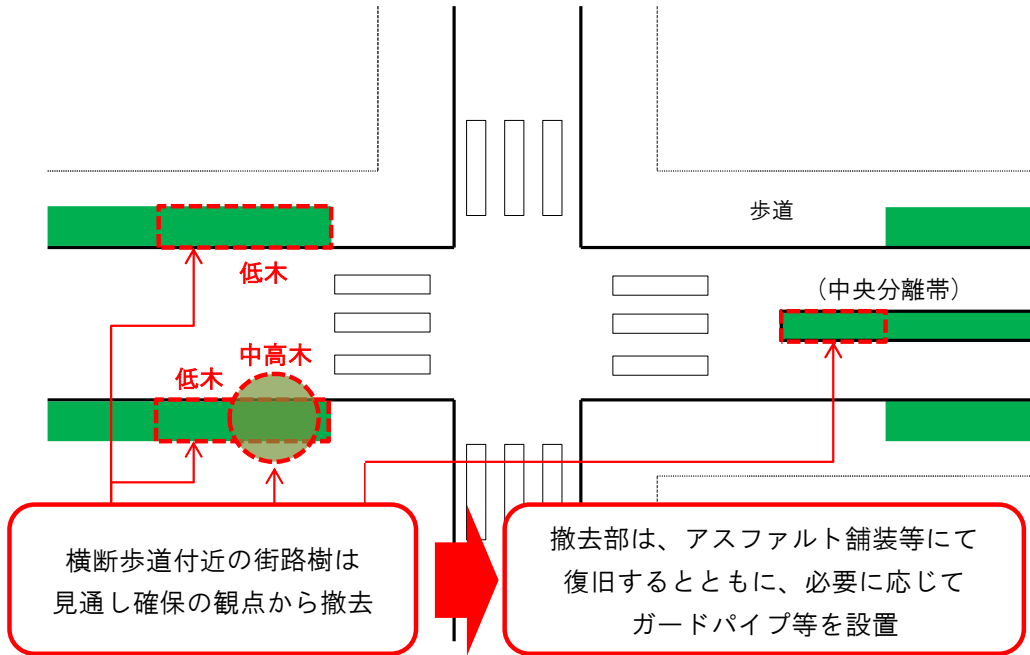 歩道
低木
（中央分離帯）
中高木
低木
横断歩道付近の街路樹は
見通し確保の観点から撤去
撤去部は、アスファルト舗装等にて
復旧するとともに、必要に応じて
ガードパイプ等を設置